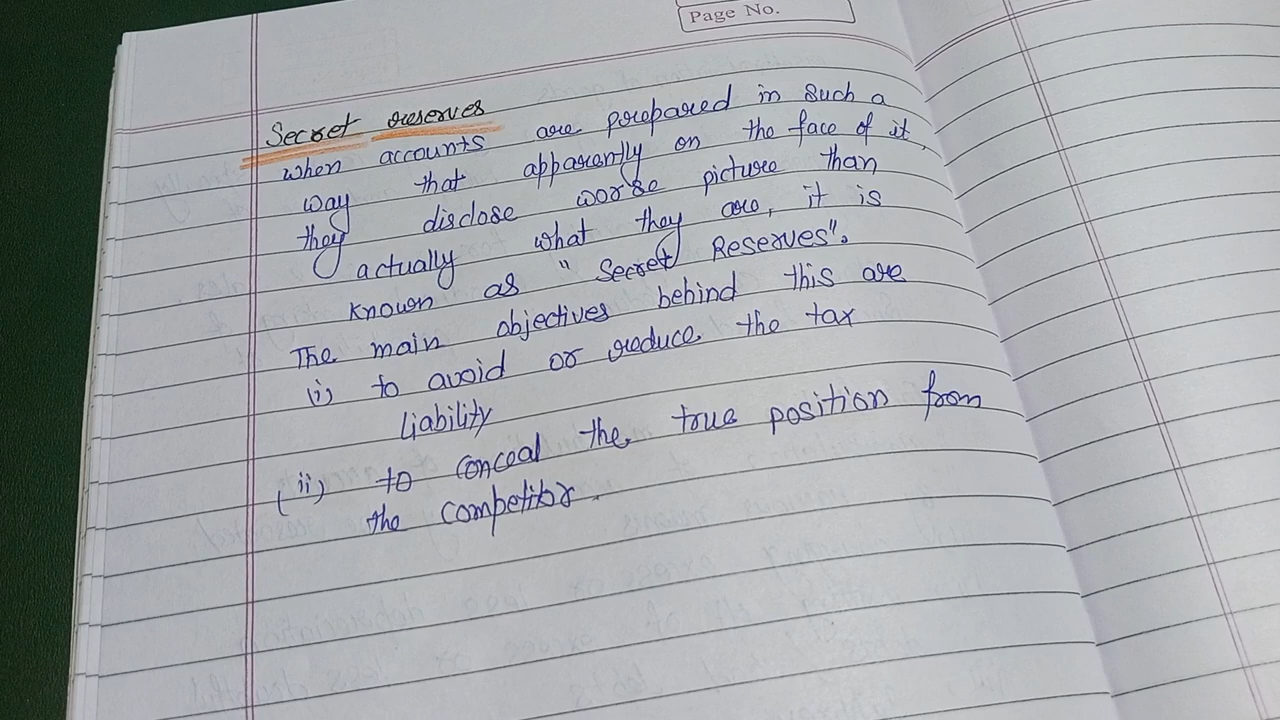 Page No.
Secret reserves
when accounts are prepared in such a
way that apparently on the face of it,
they disclose worse picture than
actually what they are, it is
known as "Secret Reserves".
The main objectives behind this are
(i) to avoid or reduce the tax
liability
(ii) to conceal the true position from
the competitor.